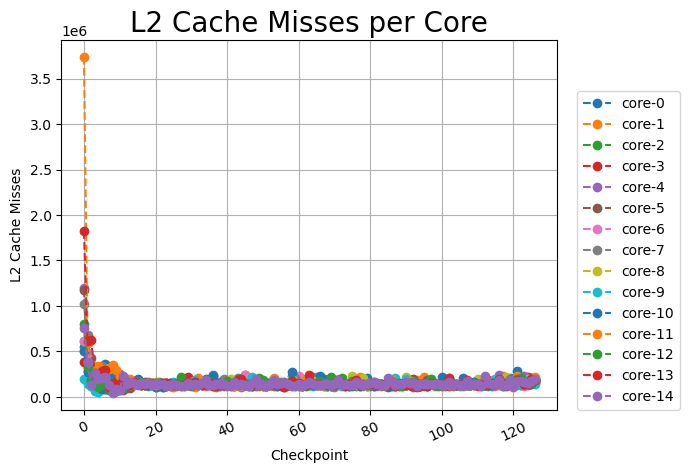 L2 Cache Misses per Core
1e6
3.5
3.0
2.5
2.0
1.5
1.0
0.5
0.0
L2 Cache Misses
0 20 40 60 80 100 120
Checkpoint
core-0
core-1
core-2
core-3
core-4
core-5
core-6
core-7
core-8
core-9
core-10
core-11
core-12
core-13
core-14